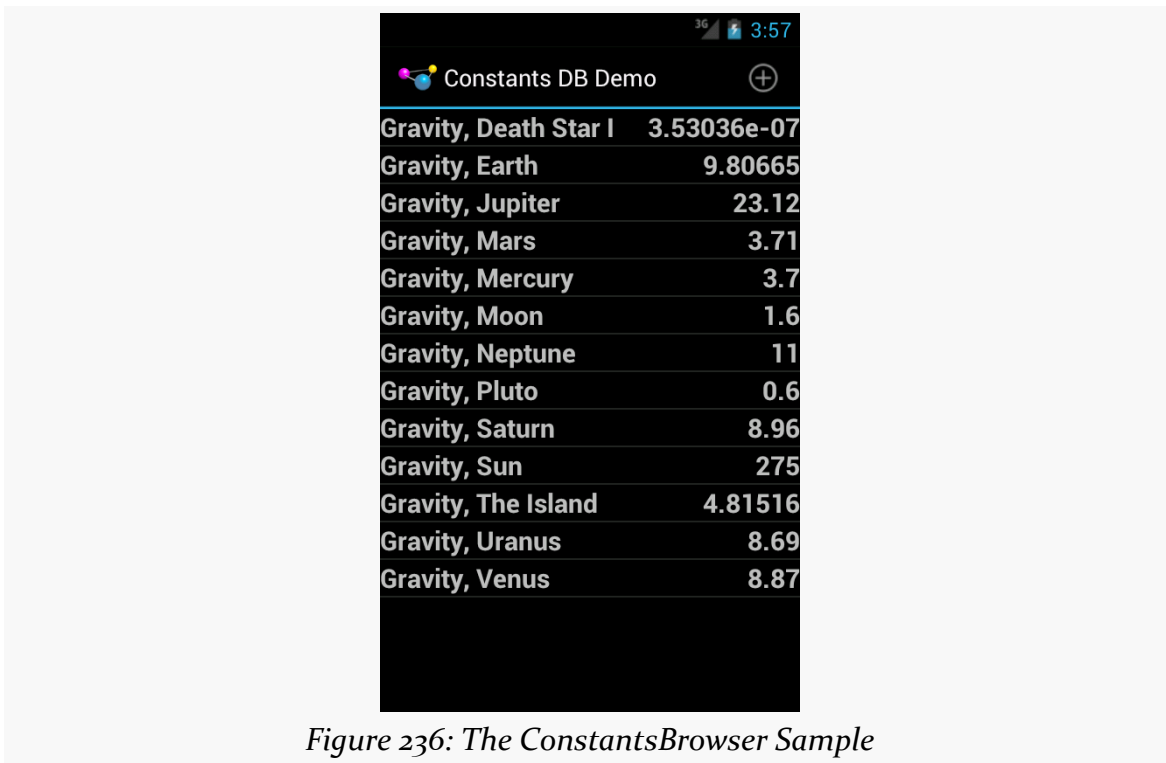 3G 3:57
Constants DB Demo
Gravity, Death Star I 3.53036e-07
Gravity, Earth 9.80665
Gravity, Jupiter 23.12
Gravity, Mars 3.71
Gravity, Mercury 3.7
Gravity, Moon 1.6
Gravity, Neptune 11
Gravity, Pluto 0.6
Gravity, Saturn 8.96
Gravity, Sun 275
Gravity, The Island 4.81516
Gravity, Uranus 8.69
Gravity, Venus 8.87
Figure 236: The ConstantsBrowser Sample